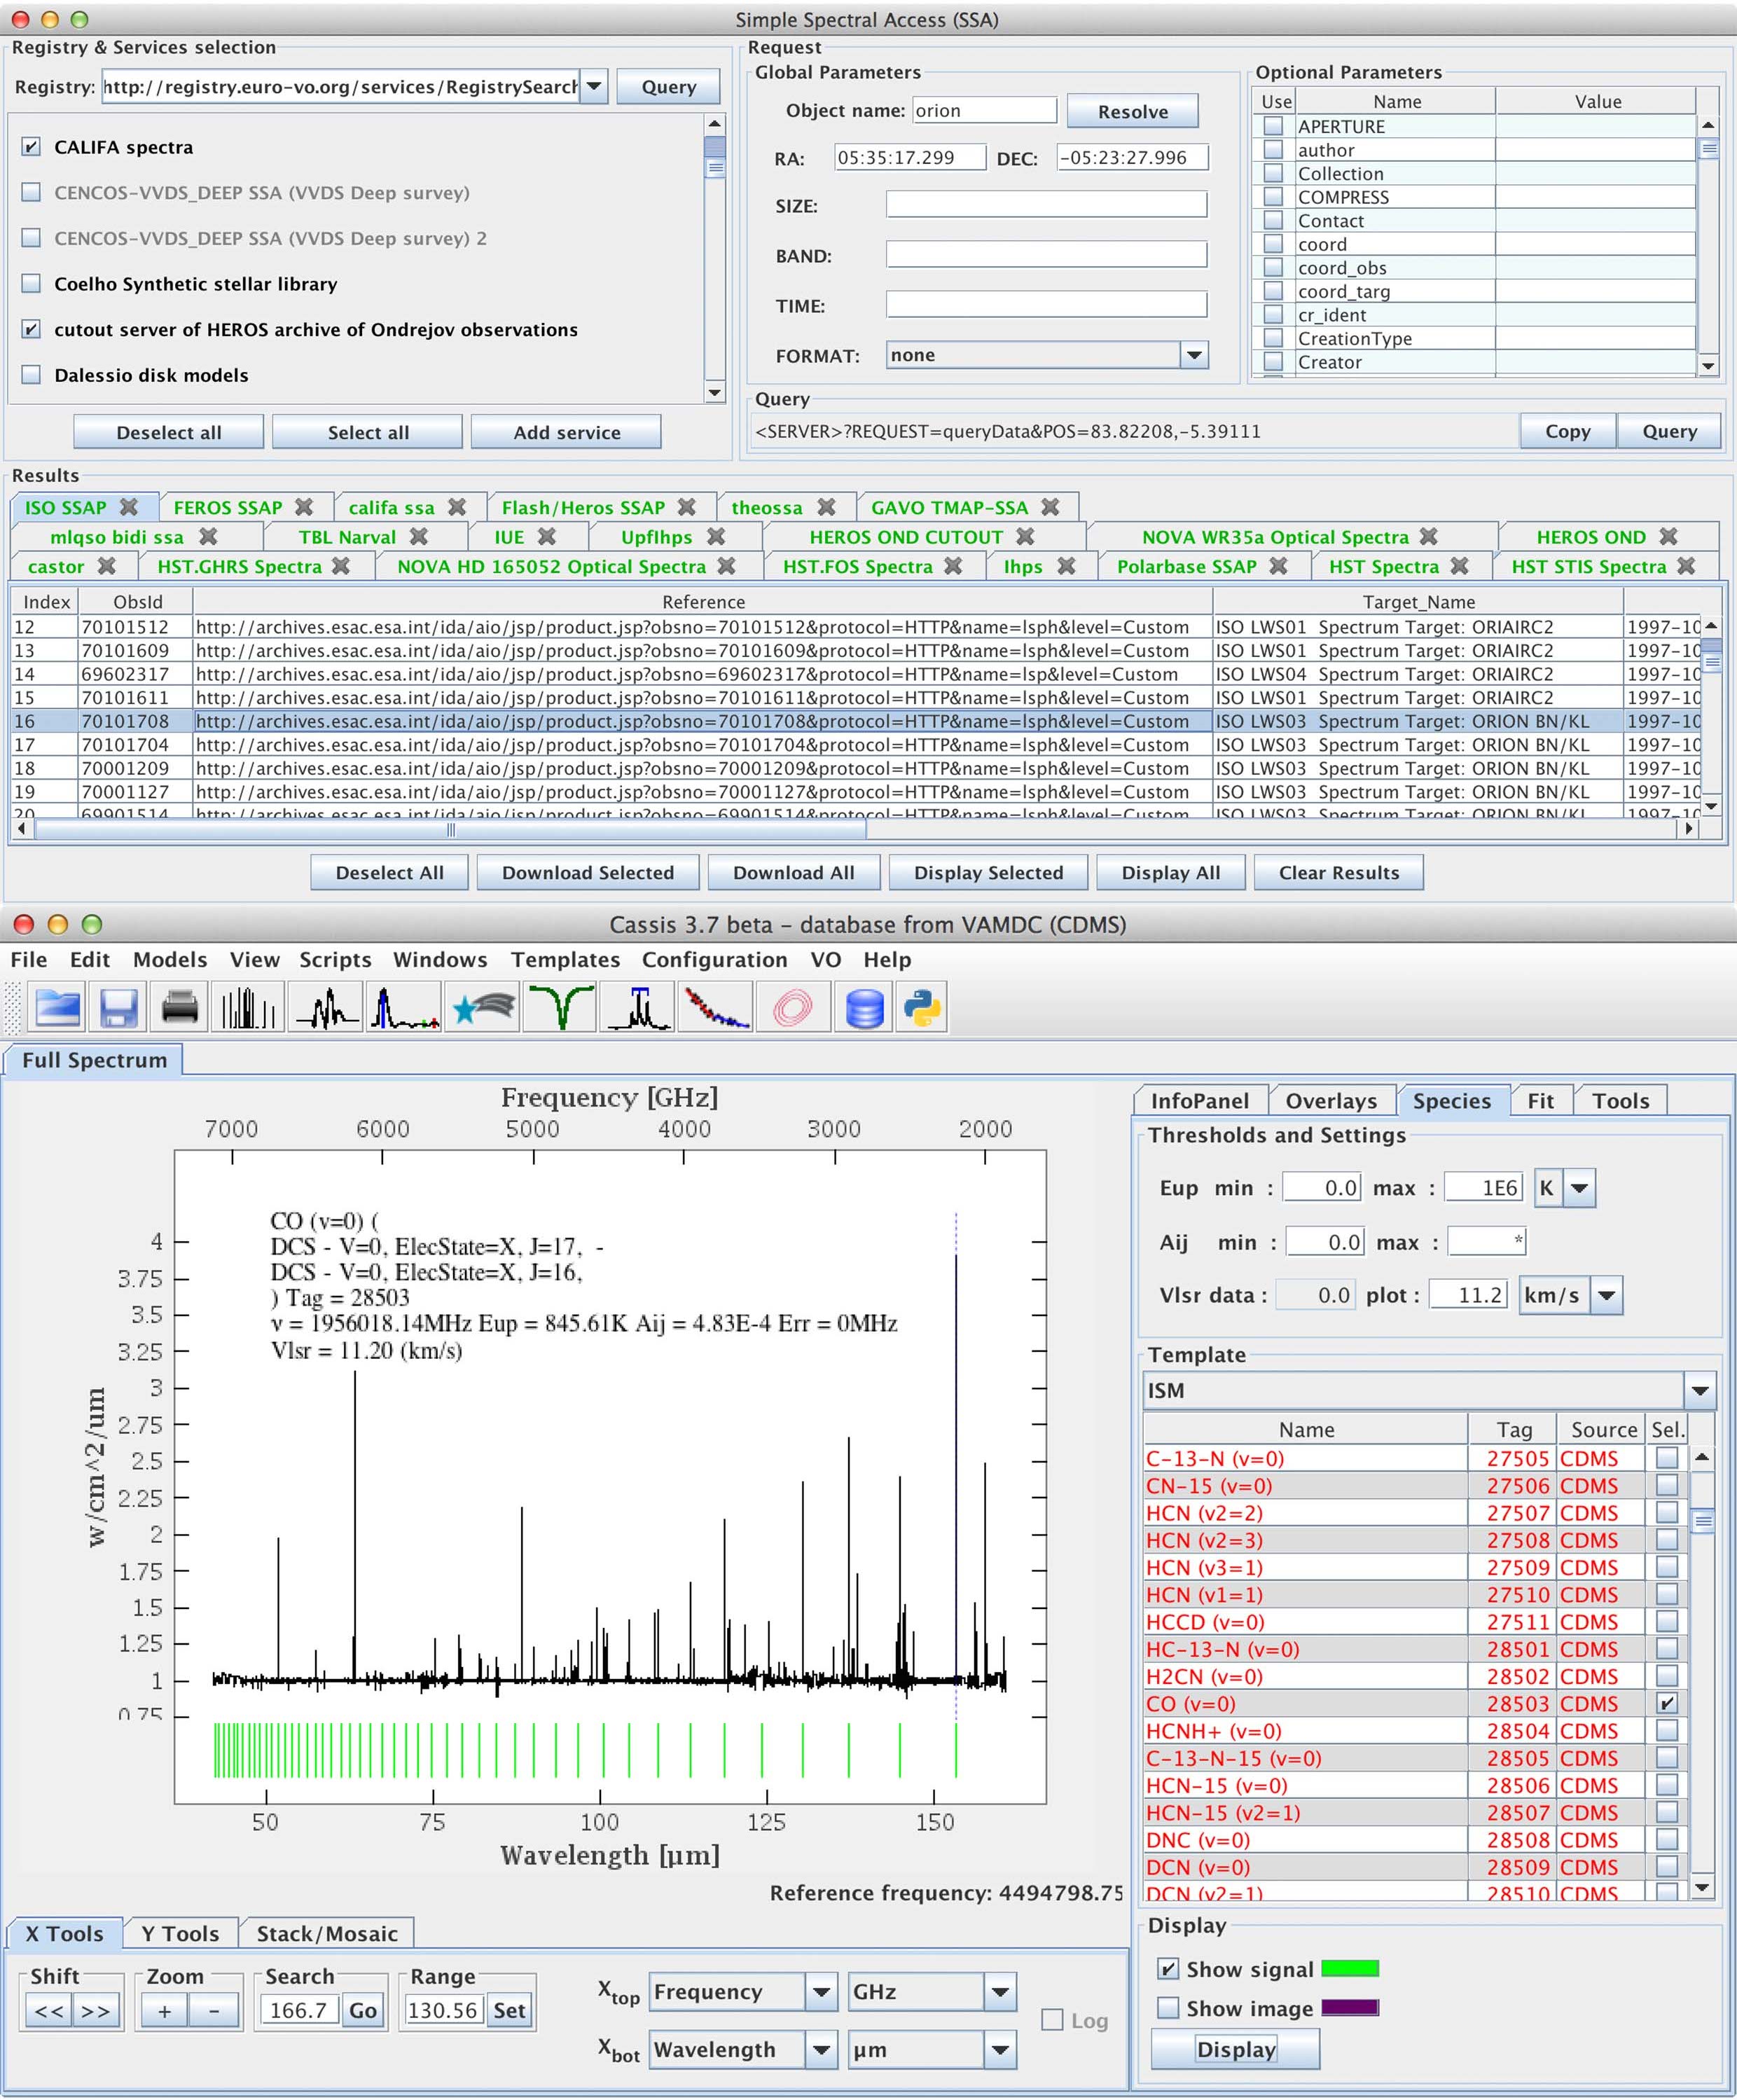 Simple Spectral Access (SSA)
Registry & Services selection
Registry: http://registry.euro-vo.org/services/RegistrySearch Query
CALIFA spectra
CENCOS-VVDS_DEEP SSA (VVDS Deep survey)
CENCOS-VVDS_DEEP SSA (VVDS Deep survey) 2
Coelho Synthetic stellar library
cutout server of HEROS archive of Ondrejov observations
Dalessio disk models
Deselect all Select all Add service
Request
Global Parameters
Object name: orion Resolve
RA: 05:35:17.299 DEC: -05:23:27.996
SIZE:
BAND:
TIME:
FORMAT: none
Optional Parameters
Use Name Value
APERTURE
author
Collection
COMPRESS
Contact
coord
coord_obs
coord_targ
cr_ident
CreationType
Creator
Query
<SERVER>?REQUEST=queryData&POS=83.82208,-5.39111 Copy Query
Results
ISO SSAP FEROS SSAP califa ssa Flash/Heros SSAP theossa GAVO TMAP-SSA
mlqso bidi ssa TBL Narval IUE Upflhps HEROS OND CUTOUT NOVA WR35a Optical Spectra HEROS OND
castor HST.GHRS Spectra NOVA HD 165052 Optical Spectra HST.FOS Spectra lhps Polarbase SSAP HST Spectra HST STIS Spectra
Index ObsId Reference Target_Name
12 70101512 http://archives.esac.esa.int/ida/aio/jsp/product.jsp?obsno=70101512&protocol=HTTP&name=lsph&level=Custom ISO LWS01 Spectrum Target: ORIAIRC2 1997-10
13 70101609 http://archives.esac.esa.int/ida/aio/jsp/product.jsp?obsno=70101609&protocol=HTTP&name=lsph&level=Custom ISO LWS01 Spectrum Target: ORIAIRC2 1997-10
14 69602317 http://archives.esac.esa.int/ida/aio/jsp/product.jsp?obsno=69602317&protocol=HTTP&name=lsp&level=Custom ISO LWS04 Spectrum Target: ORIAIRC2 1997-10
15 70101611 http://archives.esac.esa.int/ida/aio/jsp/product.jsp?obsno=70101611&protocol=HTTP&name=lsph&level=Custom ISO LWS01 Spectrum Target: ORIAIRC2 1997-10
16 70101708 http://archives.esac.esa.int/ida/aio/jsp/product.jsp?obsno=70101708&protocol=HTTP&name=lsph&level=Custom ISO LWS03 Spectrum Target: ORION BN/KL 1997-10
17 70101704 http://archives.esac.esa.int/ida/aio/jsp/product.jsp?obsno=70101704&protocol=HTTP&name=lsph&level=Custom ISO LWS03 Spectrum Target: ORION BN/KL 1997-10
18 70001209 http://archives.esac.esa.int/ida/aio/jsp/product.jsp?obsno=70001209&protocol=HTTP&name=lsph&level=Custom ISO LWS03 Spectrum Target: ORION BN/KL 1997-10
19 70001127 http://archives.esac.esa.int/ida/aio/jsp/product.jsp?obsno=70001127&protocol=HTTP&name=lsph&level=Custom ISO LWS03 Spectrum Target: ORION BN/KL 1997-10
20 69901514 http://archives.esac.esa.int/ida/aio/jsp/product.jsp?obsno=69901514&protocol=HTTP&name=lsph&level=Custom ISO LWS03 Spectrum Target: ORION BN/KL 1997-10
Deselect All Download Selected Download All Display Selected Display All Clear Results
Cassis 3.7 beta - database from VAMDC (CDMS)
File Edit Models View Scripts Windows Templates Configuration VO Help
Full Spectrum
Frequency [GHz]
7000 6000 5000 4000 3000 2000
CO (v=0) (
DCS - V=0, ElecState=X, J=17, -
DCS - V=0, ElecState=X, J=16,
) Tag = 28503
ν = 1956018.14MHz Eup = 845.61K Aij = 4.83E-4 Err = 0MHz
Vlsr = 11.20 (km/s)
w/cm^2/um
4
3.75
3.5
3.25
3
2.75
2.5
2.25
2
1.75
1.5
1.25
1
0.75
50 75 100 125 150
Wavelength [μm]
Reference frequency: 4494798.75
X Tools Y Tools Stack/Mosaic
Shift Zoom Search Range
<< >> + - 166.7 Go 130.56 Set
Xtop Frequency GHz
Xbot Wavelength μm
Log
InfoPanel Overlays Species Fit Tools
Thresholds and Settings
Eup min : 0.0 max : 1E6 K
Aij min : 0.0 max : *
Vlsr data : 0.0 plot : 11.2 km/s
Template
ISM
Name Tag Source Sel.
C-13-N (v=0) 27505 CDMS
CN-15 (v=0) 27506 CDMS
HCN (v2=2) 27507 CDMS
HCN (v2=3) 27508 CDMS
HCN (v3=1) 27509 CDMS
HCN (v1=1) 27510 CDMS
HCCD (v=0) 27511 CDMS
HC-13-N (v=0) 28501 CDMS
H2CN (v=0) 28502 CDMS
CO (v=0) 28503 CDMS
HCNH+ (v=0) 28504 CDMS
C-13-N-15 (v=0) 28505 CDMS
HCN-15 (v=0) 28506 CDMS
HCN-15 (v2=1) 28507 CDMS
DNC (v=0) 28508 CDMS
DCN (v=0) 28509 CDMS
DCN (v2=1) 28510 CDMS
Display
Show signal
Show image
Display